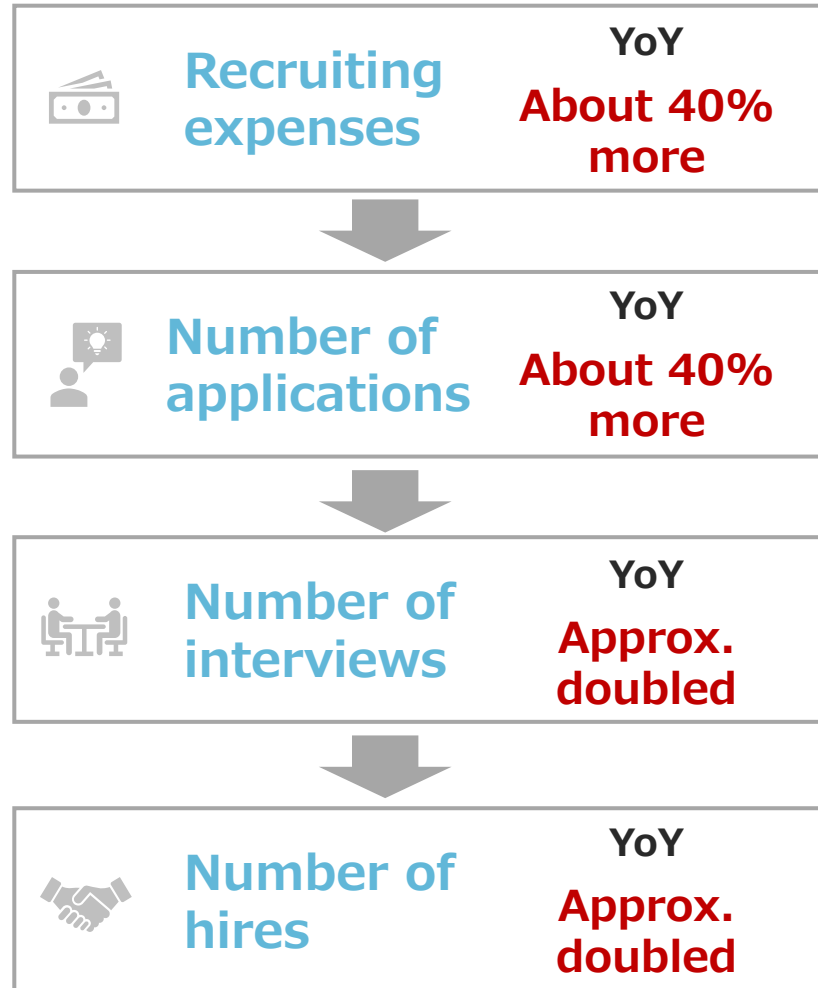 Recruiting
expenses
YoY
About 40%
more
Number of
applications
YoY
About 40%
more
Number of
interviews
YoY
Approx.
doubled
Number of
hires
YoY
Approx.
doubled